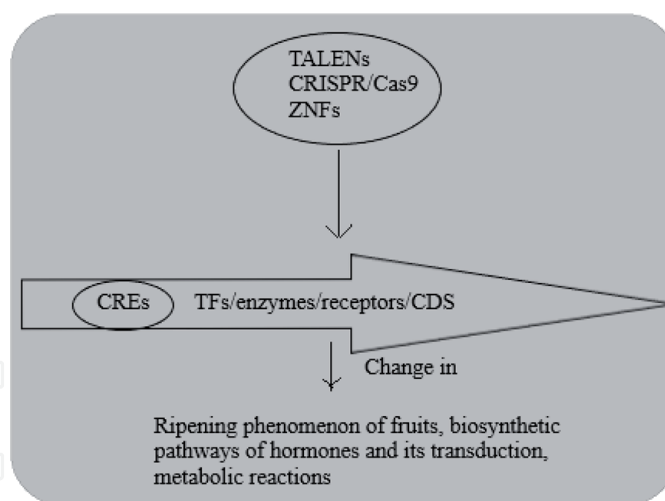 TALENs
CRISPR/Cas9
ZNFs
CREs
TFs/enzymes/receptors/CDS
Change in
Ripening phenomenon of fruits, biosynthetic
pathways of hormones and its transduction,
metabolic reactions